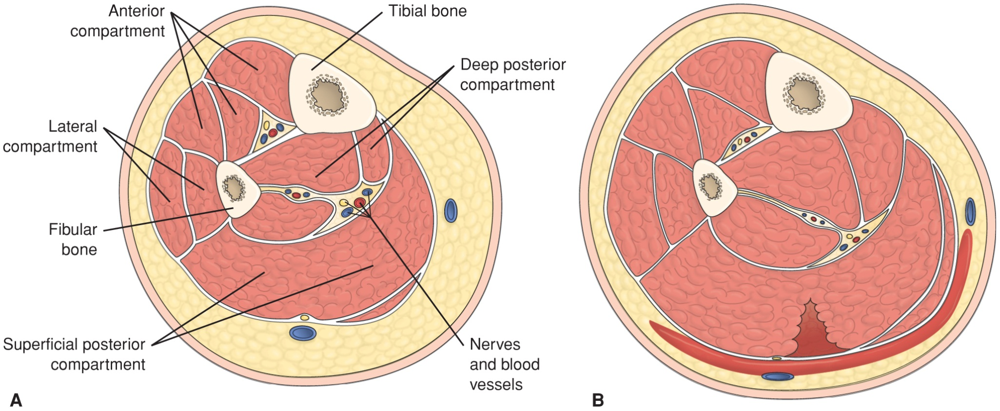 Anterior
compartment
Tibial bone
Deep posterior
compartment
Lateral
compartment
Fibular
bone
Superficial posterior
compartment
Nerves
and blood
vessels
A
B